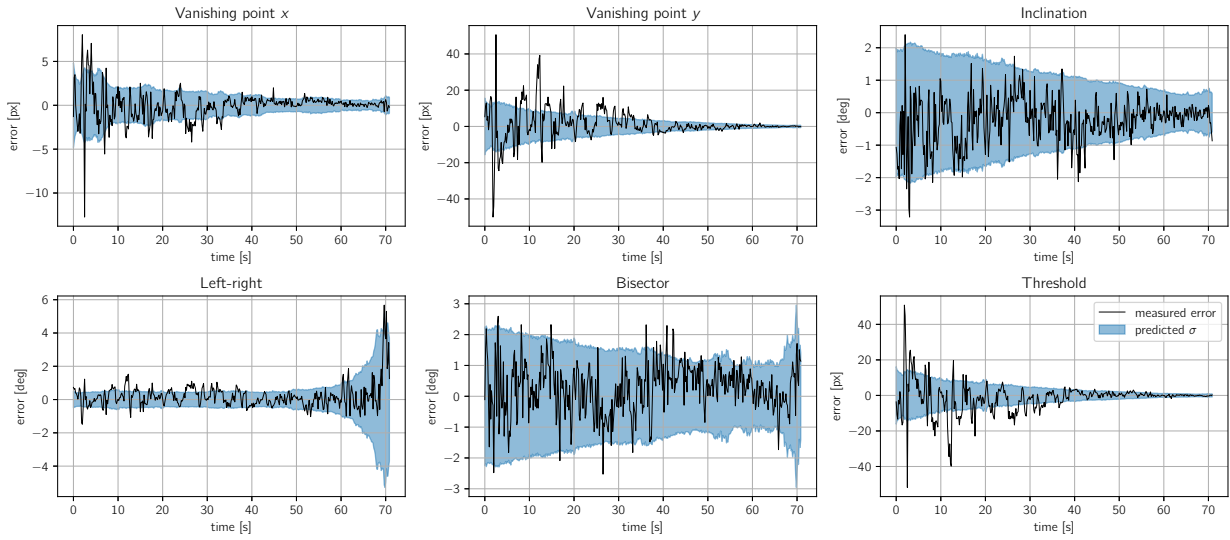 Vanishing point x
error [px]
5
0
−5
−10
0 10 20 30 40 50 60 70
time [s]
Vanishing point y
error [px]
40
20
0
−20
−40
0 10 20 30 40 50 60 70
time [s]
Inclination
error [deg]
2
1
0
−1
−2
−3
0 10 20 30 40 50 60 70
time [s]
Left-right
error [deg]
6
4
2
0
−2
−4
0 10 20 30 40 50 60 70
time [s]
Bisector
error [deg]
3
2
1
0
−1
−2
−3
0 10 20 30 40 50 60 70
time [s]
Threshold
error [px]
40
20
0
−20
−40
0 10 20 30 40 50 60 70
time [s]
measured error
predicted σ